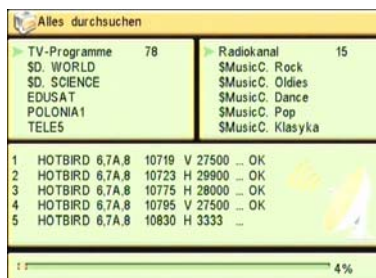 Alles durchsuchen
TV-Programme 78
$D. WORLD
$D. SCIENCE
EDUSAT
POLONIA1
TELE5
Radiokanal 15
$MusicC. Rock
$MusicC. Oldies
$MusicC. Dance
$MusicC. Pop
$MusicC. Klasyka
1 HOTBIRD 6,7A,8 10719 V 27500 ... OK
2 HOTBIRD 6,7A,8 10723 H 29900 ... OK
3 HOTBIRD 6,7A,8 10775 H 28000 ... OK
4 HOTBIRD 6,7A,8 10795 V 27500 ... OK
5 HOTBIRD 6,7A,8 10830 H 3333 ...
4%